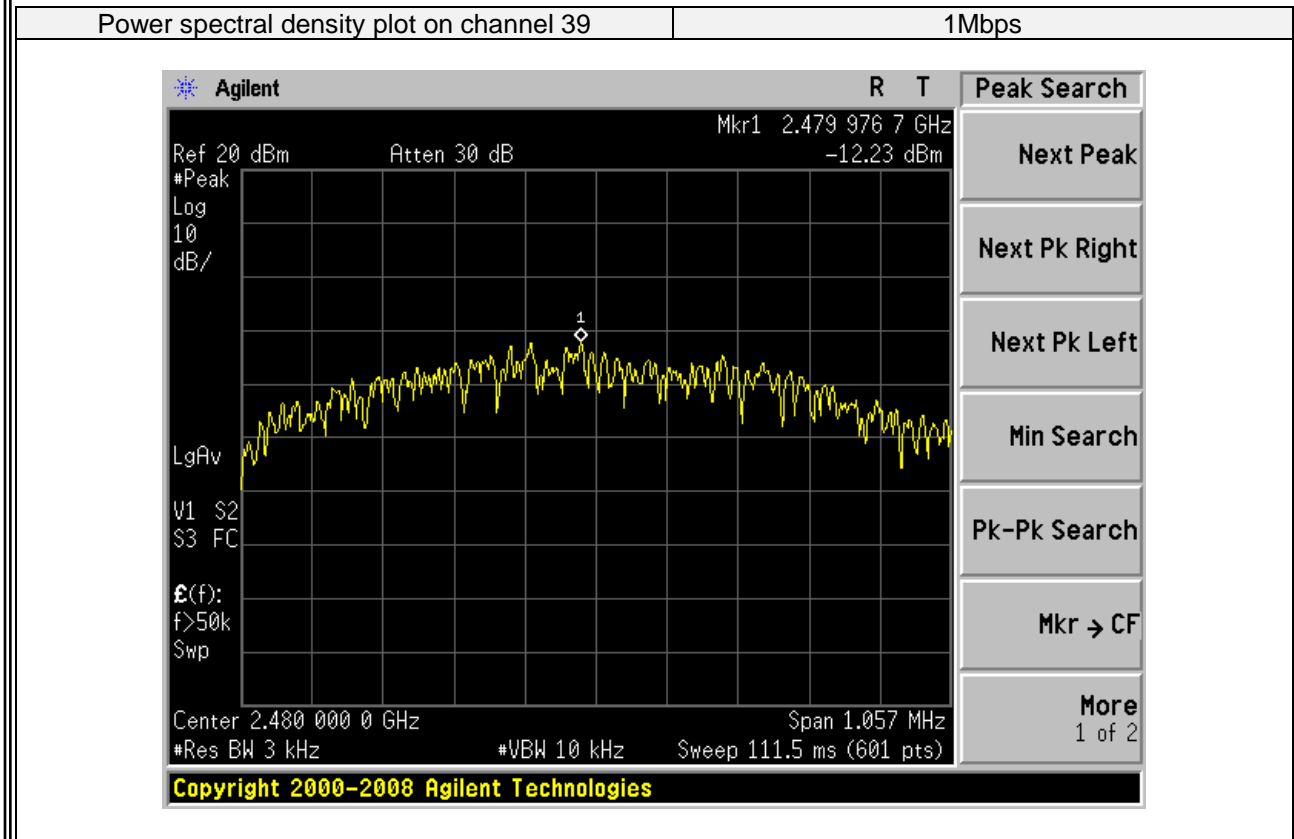 Power spectral density plot on channel 39 1Mbps
Agilent R T Peak Search
Mkr1 2.479 976 7 GHz
Ref 20 dBm Atten 30 dB -12.23 dBm
Next Peak
#Peak
Log
10
dB/
Next Pk Right
1
Next Pk Left
Min Search
LgAv
V1 S2
S3 FC
Pk-Pk Search
£(f):
f>50k
Swp
Mkr → CF
Center 2.480 000 0 GHz Span 1.057 MHz
#Res BW 3 kHz #VBW 10 kHz Sweep 111.5 ms (601 pts)
More
1 of 2
Copyright 2000-2008 Agilent Technologies